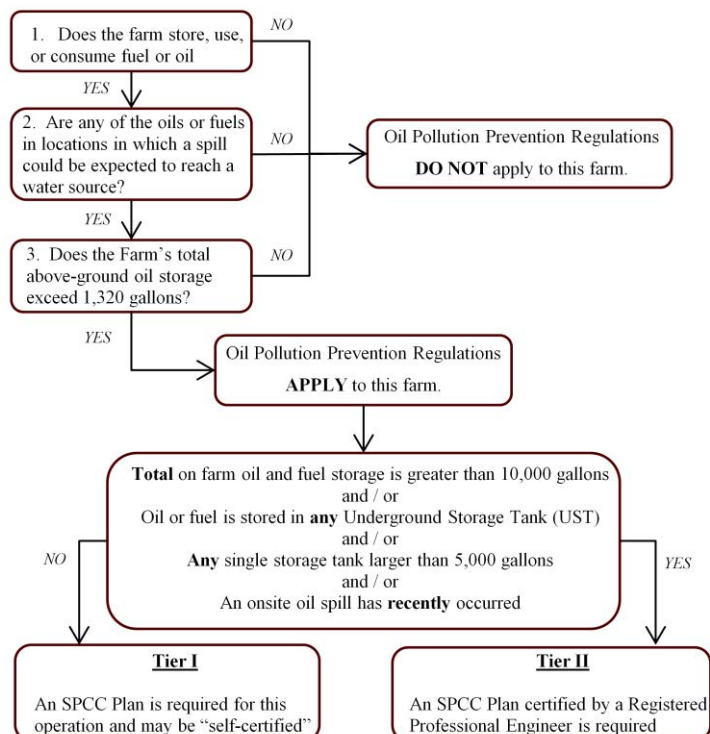 1. Does the farm store, use,
or consume fuel or oil
NO
YES
2. Are any of the oils or fuels
in locations in which a spill
could be expected to reach a
water source?
NO
Oil Pollution Prevention Regulations
DO NOT apply to this farm.
YES
3. Does the Farm's total
above-ground oil storage
exceed 1,320 gallons?
NO
YES
Oil Pollution Prevention Regulations
APPLY to this farm.
Total on farm oil and fuel storage is greater than 10,000 gallons
and / or
Oil or fuel is stored in any Underground Storage Tank (UST)
and / or
Any single storage tank larger than 5,000 gallons
and / or
An onsite oil spill has recently occurred
NO
YES
Tier I
An SPCC Plan is required for this
operation and may be "self-certified"
Tier II
An SPCC Plan certified by a Registered
Professional Engineer is required